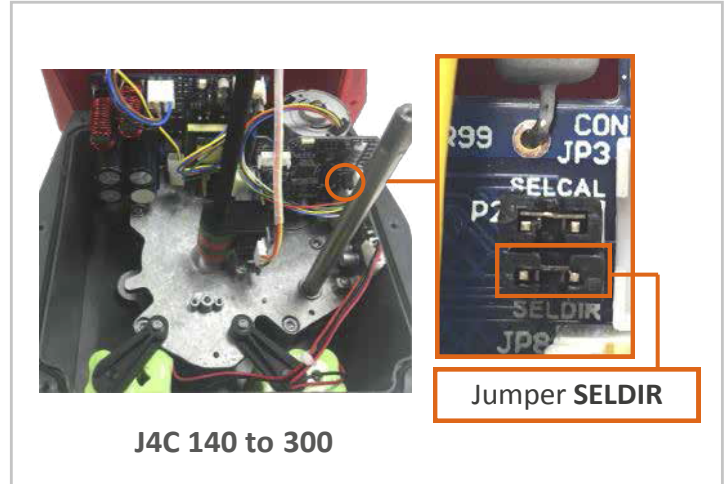 R99
CON
JP3
SELCAL
P2
SELDIR
JP8
Jumper SELDIR
J4C 140 to 300